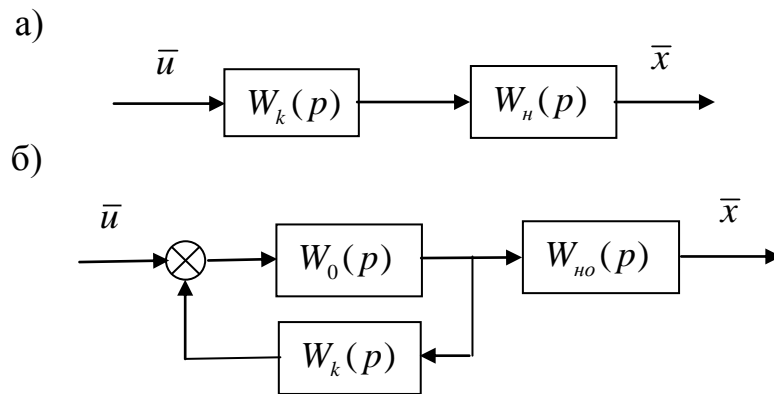 а)
u̅ x̅
W_k(p) W_н(p)
б)
u̅ x̅
W_0(p) W_но(p)
W_k(p)